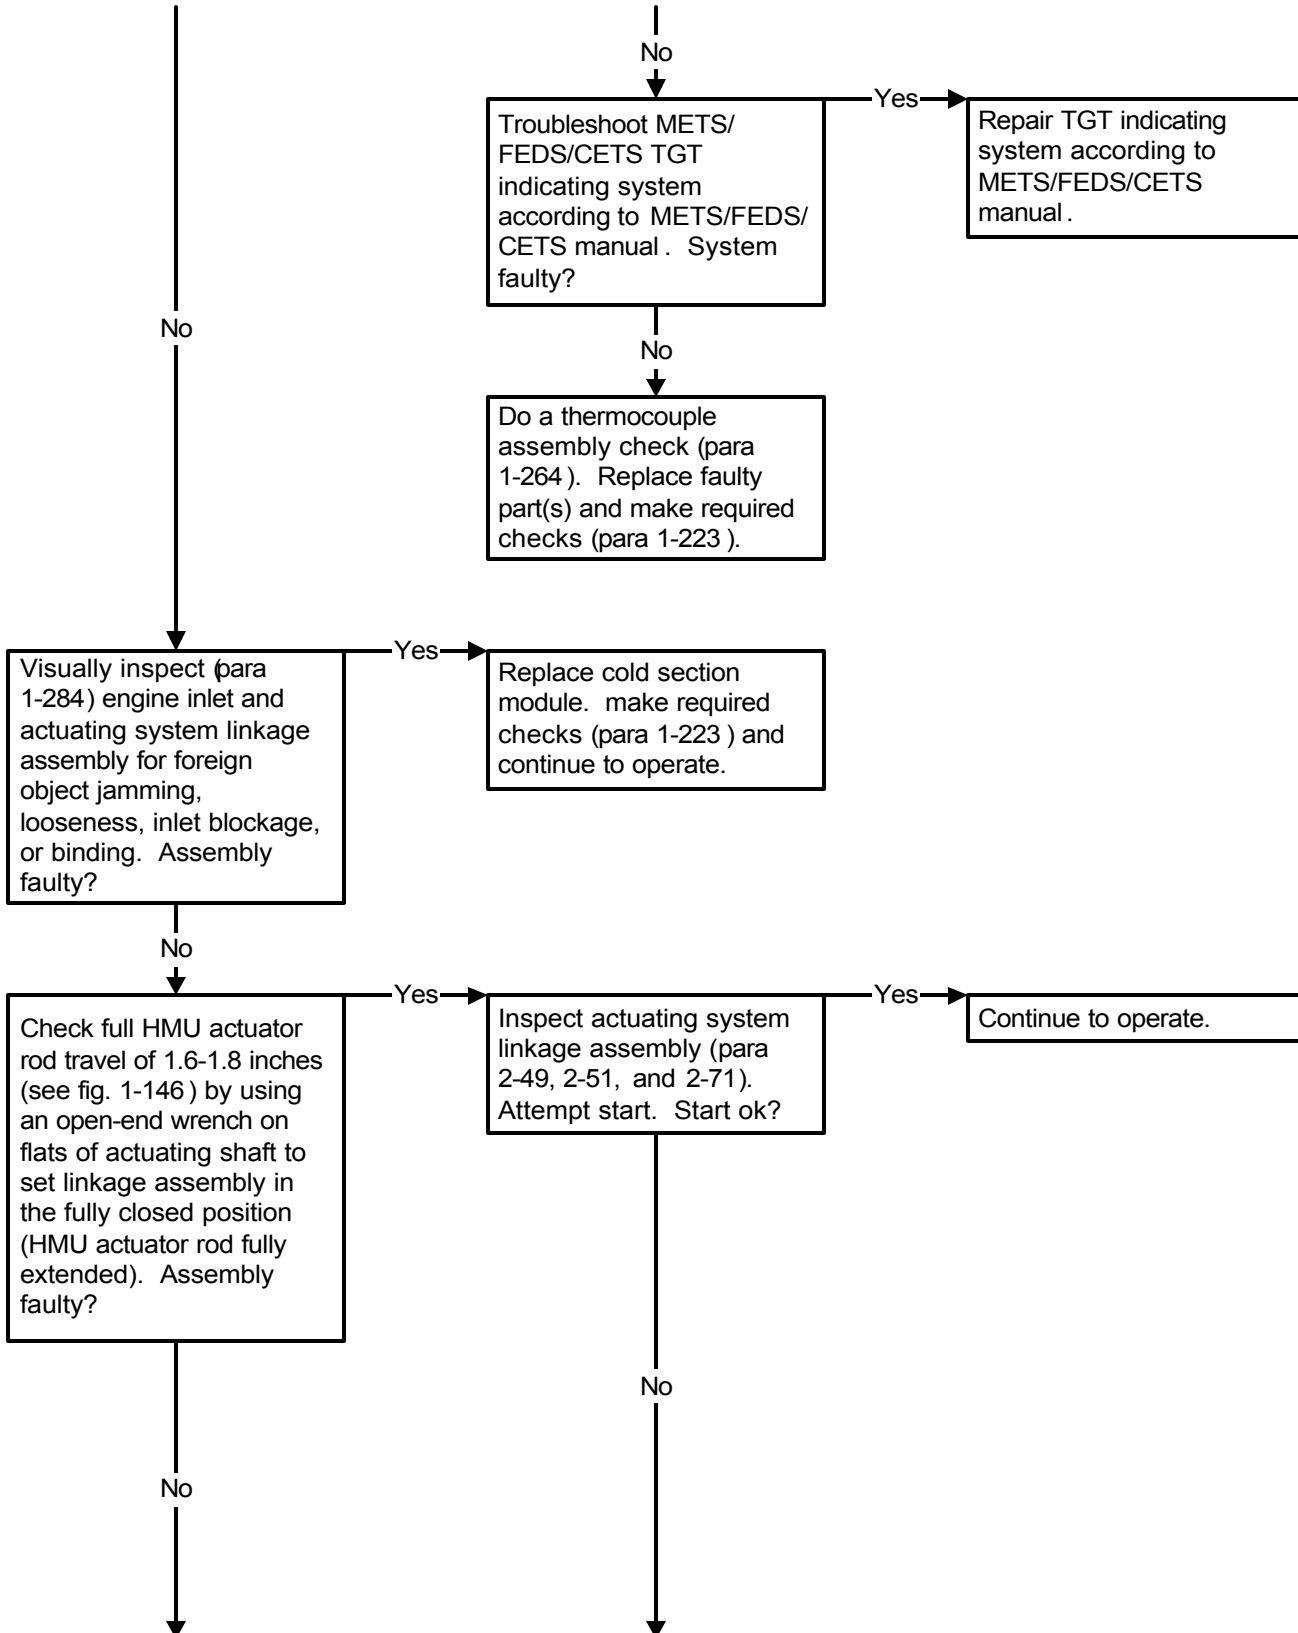 No
Troubleshoot METS/
FEDS/CETS TGT
indicating system
according to METS/FEDS/
CETS manual. System
faulty?
Yes
Repair TGT indicating
system according to
METS/FEDS/CETS
manual.
No
No
Do a thermocouple
assembly check (para
1-264). Replace faulty
part(s) and make required
checks (para 1-223).
Visually inspect (para
1-284) engine inlet and
actuating system linkage
assembly for foreign
object jamming,
looseness, inlet blockage,
or binding. Assembly
faulty?
Yes
Replace cold section
module. make required
checks (para 1-223) and
continue to operate.
No
Check full HMU actuator
rod travel of 1.6-1.8 inches
(see fig. 1-146) by using
an open-end wrench on
flats of actuating shaft to
set linkage assembly in
the fully closed position
(HMU actuator rod fully
extended). Assembly
faulty?
Yes
Inspect actuating system
linkage assembly (para
2-49, 2-51, and 2-71).
Attempt start. Start ok?
Yes
Continue to operate.
No
No